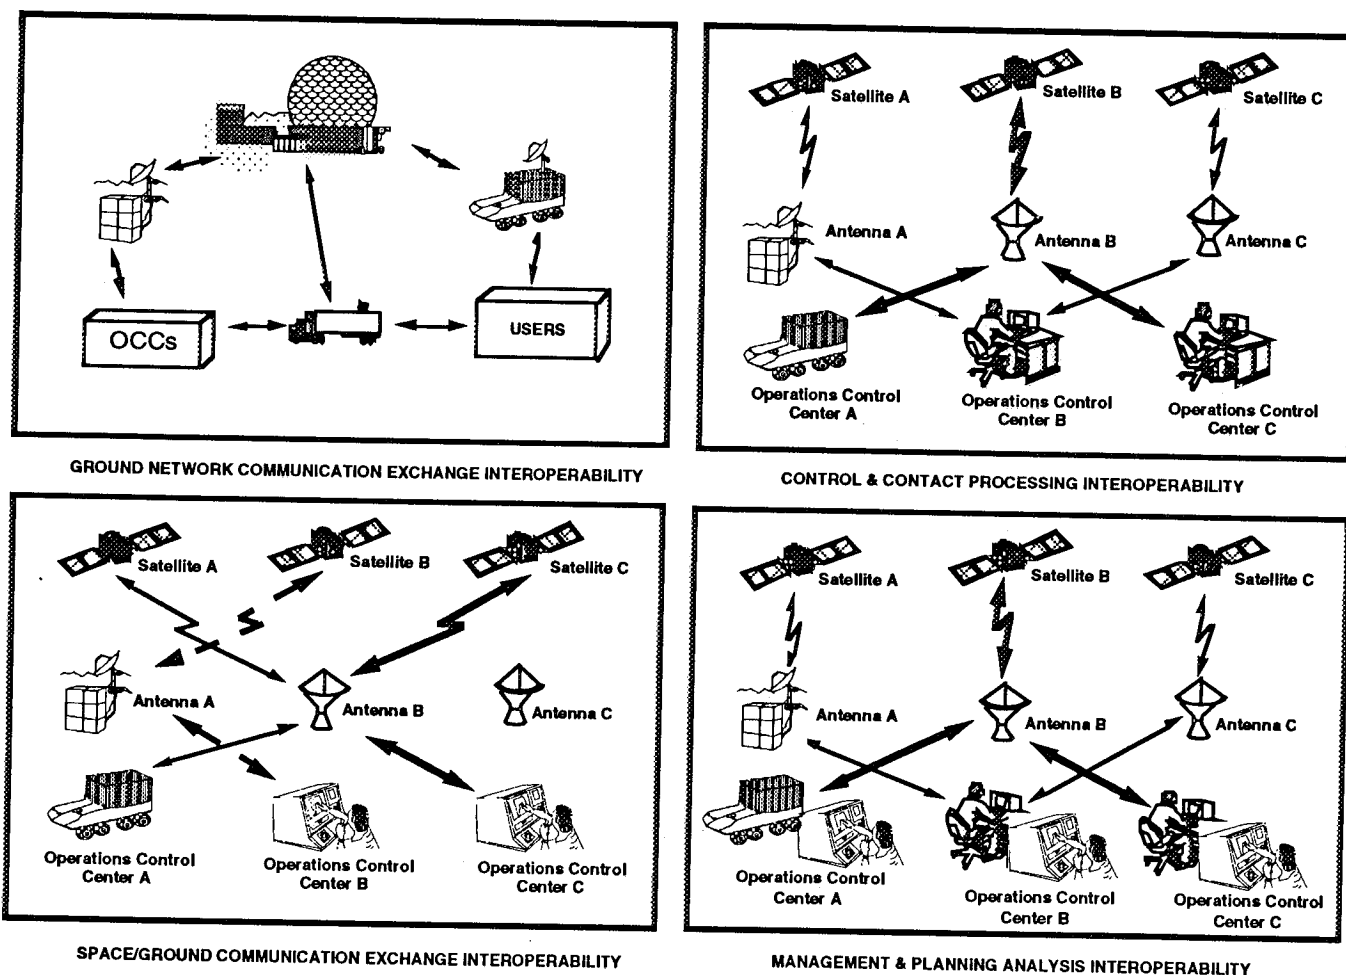 OCCs
USERS
GROUND NETWORK COMMUNICATION EXCHANGE INTEROPERABILITY
Satellite A
Satellite B
Satellite C
Antenna A
Antenna B
Antenna C
Operations Control
Center A
Operations Control
Center B
Operations Control
Center C
CONTROL & CONTACT PROCESSING INTEROPERABILITY
Satellite A
Satellite B
Satellite C
Antenna A
Antenna B
Antenna C
Operations Control
Center A
Operations Control
Center B
Operations Control
Center C
SPACE/GROUND COMMUNICATION EXCHANGE INTEROPERABILITY
Satellite A
Satellite B
Satellite C
Antenna A
Antenna B
Antenna C
Operations Control
Center A
Operations Control
Center B
Operations Control
Center C
MANAGEMENT & PLANNING ANALYSIS INTEROPERABILITY